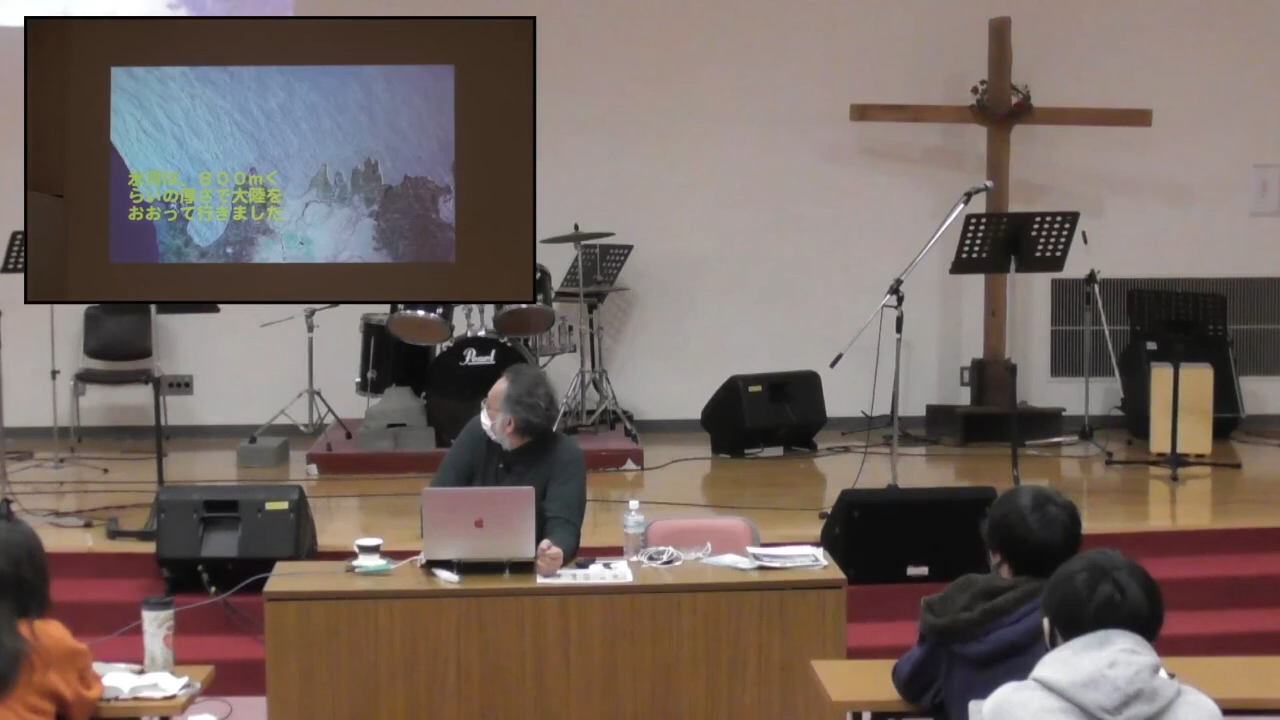 氷河は、６００ｍく
らいの厚さで大陸を
おおって行きました
Pearl